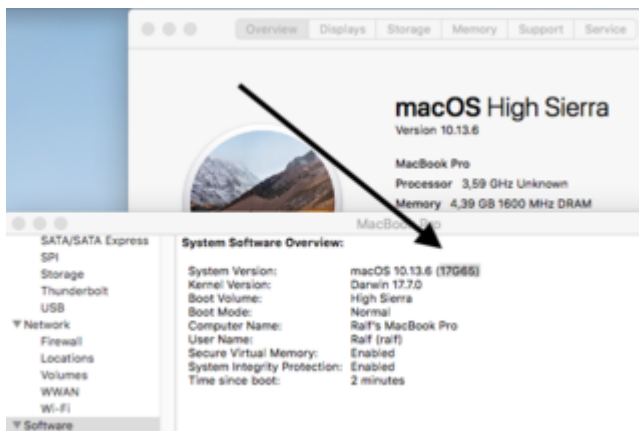 Overview Displays Storage Memory Support Service
macOS High Sierra
Version 10.13.6
MacBook Pro
Processor 3,59 GHz Unknown
Memory 4,39 GB 1600 MHz DRAM
MacBook Pro
SATA/SATA Express
SPI
Storage
Thunderbolt
USB
Network
Firewall
Locations
Volumes
WWAN
Wi-Fi
Software
System Software Overview:
System Version: macOS 10.13.6 (17G65)
Kernel Version: Darwin 17.7.0
Boot Volume: High Sierra
Boot Mode: Normal
Computer Name: Ralf's MacBook Pro
User Name: Ralf (ralf)
Secure Virtual Memory: Enabled
System Integrity Protection: Enabled
Time since boot: 2 minutes